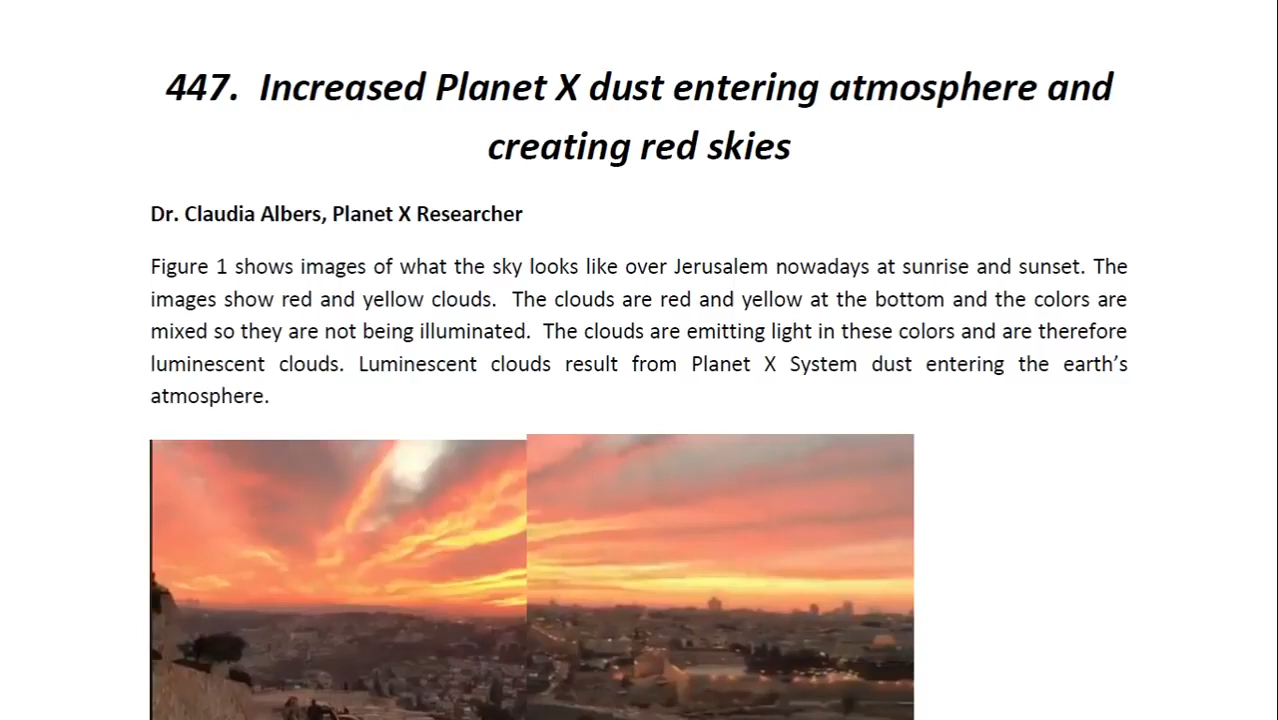 447. Increased Planet X dust entering atmosphere and
creating red skies
Dr. Claudia Albers, Planet X Researcher
Figure 1 shows images of what the sky looks like over Jerusalem nowadays at sunrise and sunset. The
images show red and yellow clouds. The clouds are red and yellow at the bottom and the colors are
mixed so they are not being illuminated. The clouds are emitting light in these colors and are therefore
luminescent clouds. Luminescent clouds result from Planet X System dust entering the earth's
atmosphere.